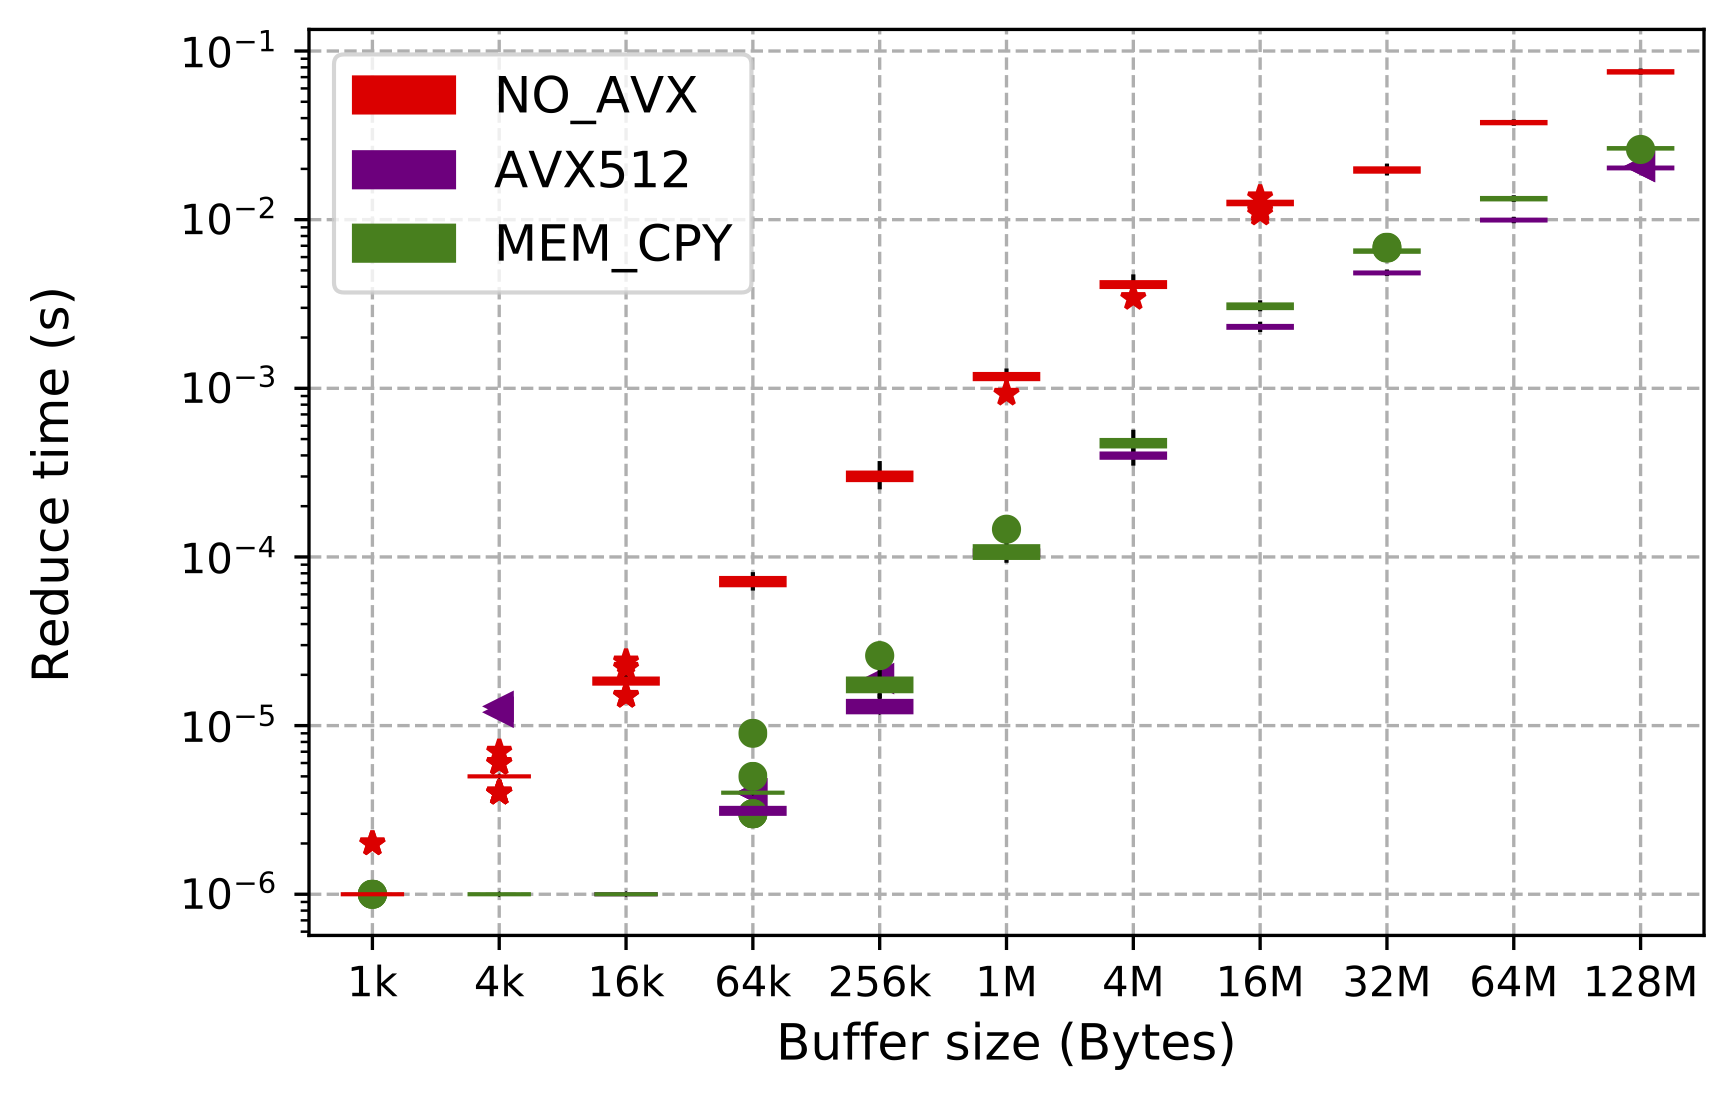 10⁻¹
10⁻²
10⁻³
10⁻⁴
10⁻⁵
10⁻⁶
Reduce time (s)
NO_AVX
AVX512
MEM_CPY
1k 4k 16k 64k 256k 1M 4M 16M 32M 64M 128M
Buffer size (Bytes)